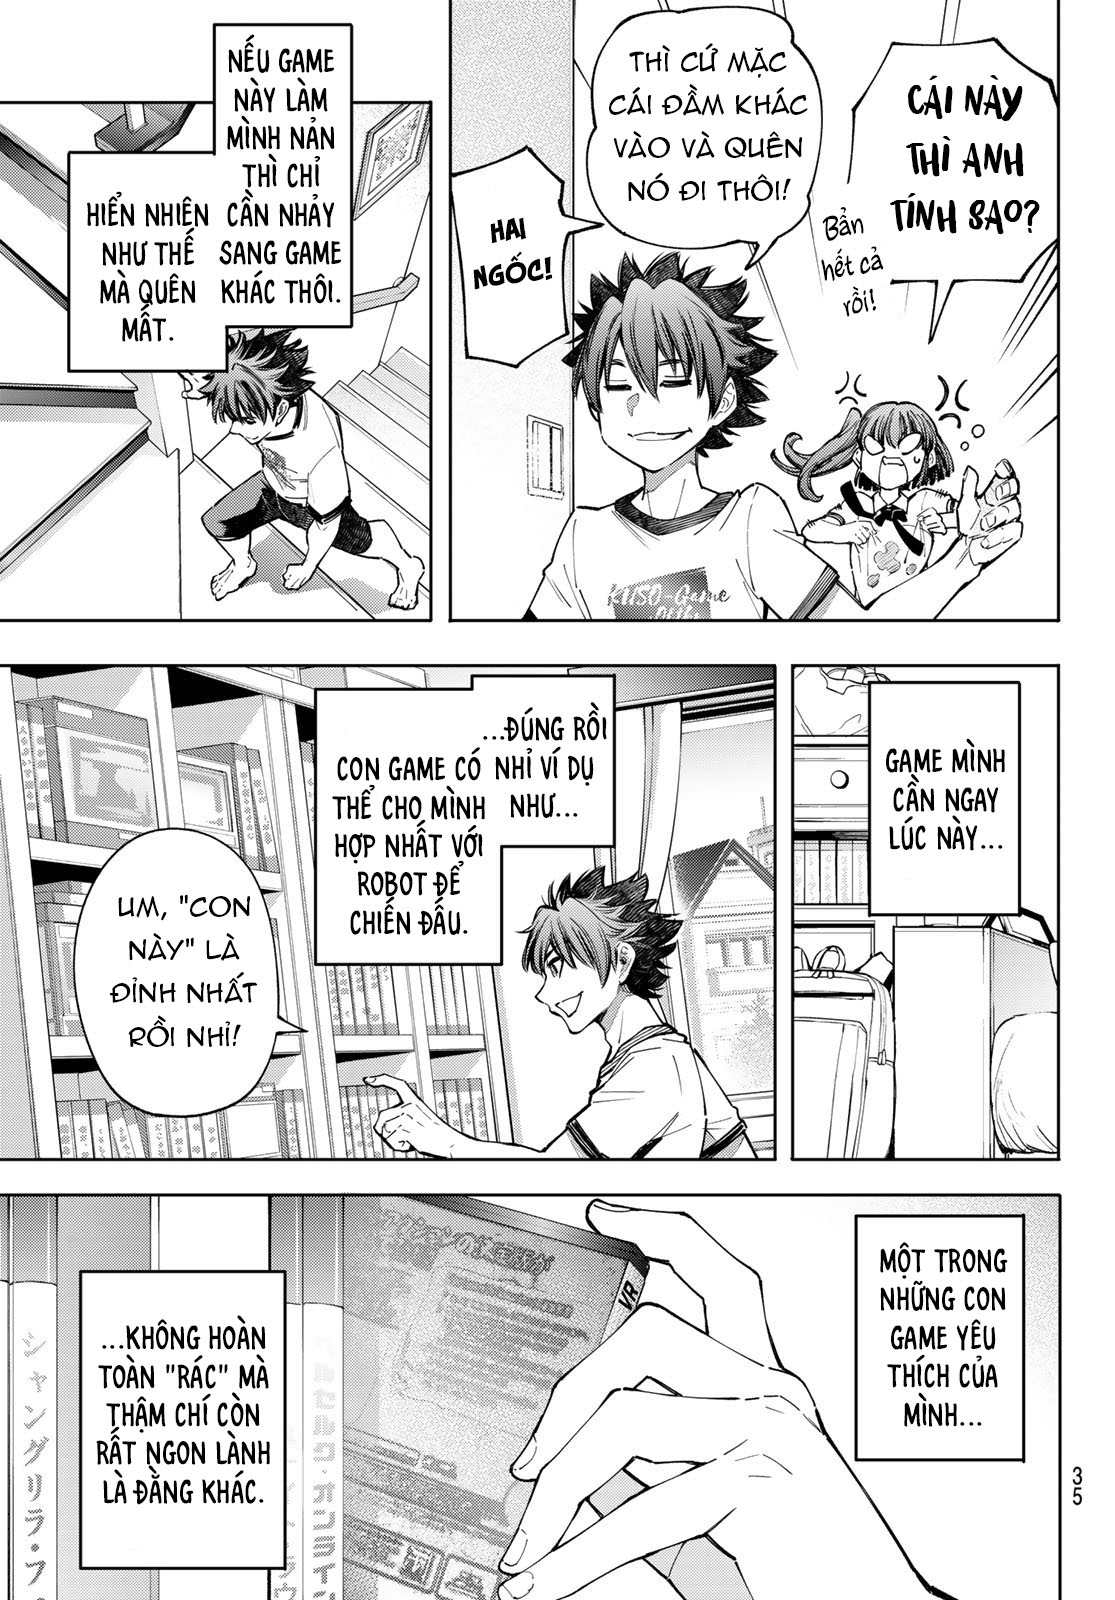 CÁI NÀY
THÌ ANH
TÍNH SAO?
Bẩn
hết cả
rồi!
THÌ CỨ MẶC
CÁI ĐẦM KHÁC
VÀO VÀ QUÊN
NÓ ĐI THÔI!
HAI
NGỐC!
KUSO-Game
NẾU GAME
NÀY LÀM
MÌNH NẢN
THÌ CHỈ
CẦN NHẢY
SANG GAME
KHÁC THÔI.
HIỂN NHIÊN
NHƯ THẾ
MÀ QUÊN
MẤT.
GAME MÌNH
CẦN NGAY
LÚC NÀY...
...ĐÚNG RỒI
NHỈ VÍ DỤ
NHƯ...
CON GAME CÓ
THỂ CHO MÌNH
HỢP NHẤT VỚI
ROBOT ĐỂ
CHIẾN ĐẤU.
UM, "CON
NÀY" LÀ
ĐỈNH NHẤT
RỒI NHỈ!
MỘT TRONG
NHỮNG CON
GAME YÊU
THÍCH CỦA
MÌNH...
VR
...KHÔNG HOÀN
TOÀN "RÁC" MÀ
THẬM CHÍ CÒN
RẤT NGON LÀNH
LÀ ĐẰNG KHÁC.
ベルセルク・オンライン
シャングリラ・フ
35